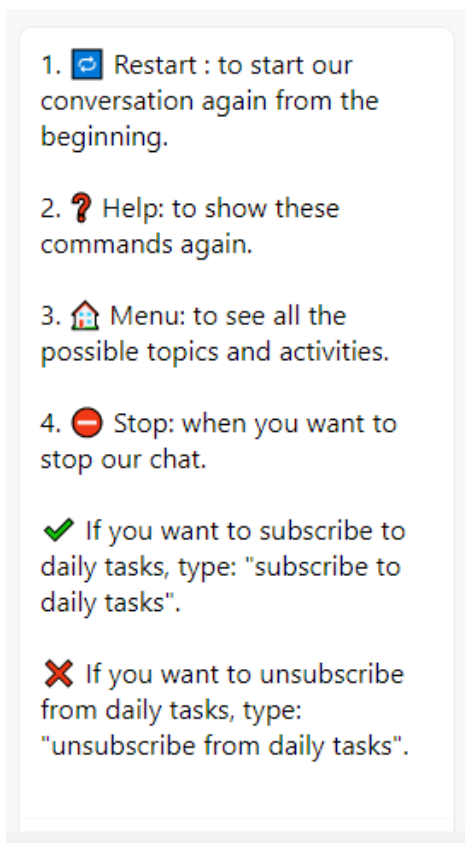 1. 🔁 Restart : to start our
conversation again from the
beginning.
2. ❓ Help: to show these
commands again.
3. 🏠 Menu: to see all the
possible topics and activities.
4. ⛔ Stop: when you want to
stop our chat.
✔ If you want to subscribe to
daily tasks, type: "subscribe to
daily tasks".
❌ If you want to unsubscribe
from daily tasks, type:
"unsubscribe from daily tasks".